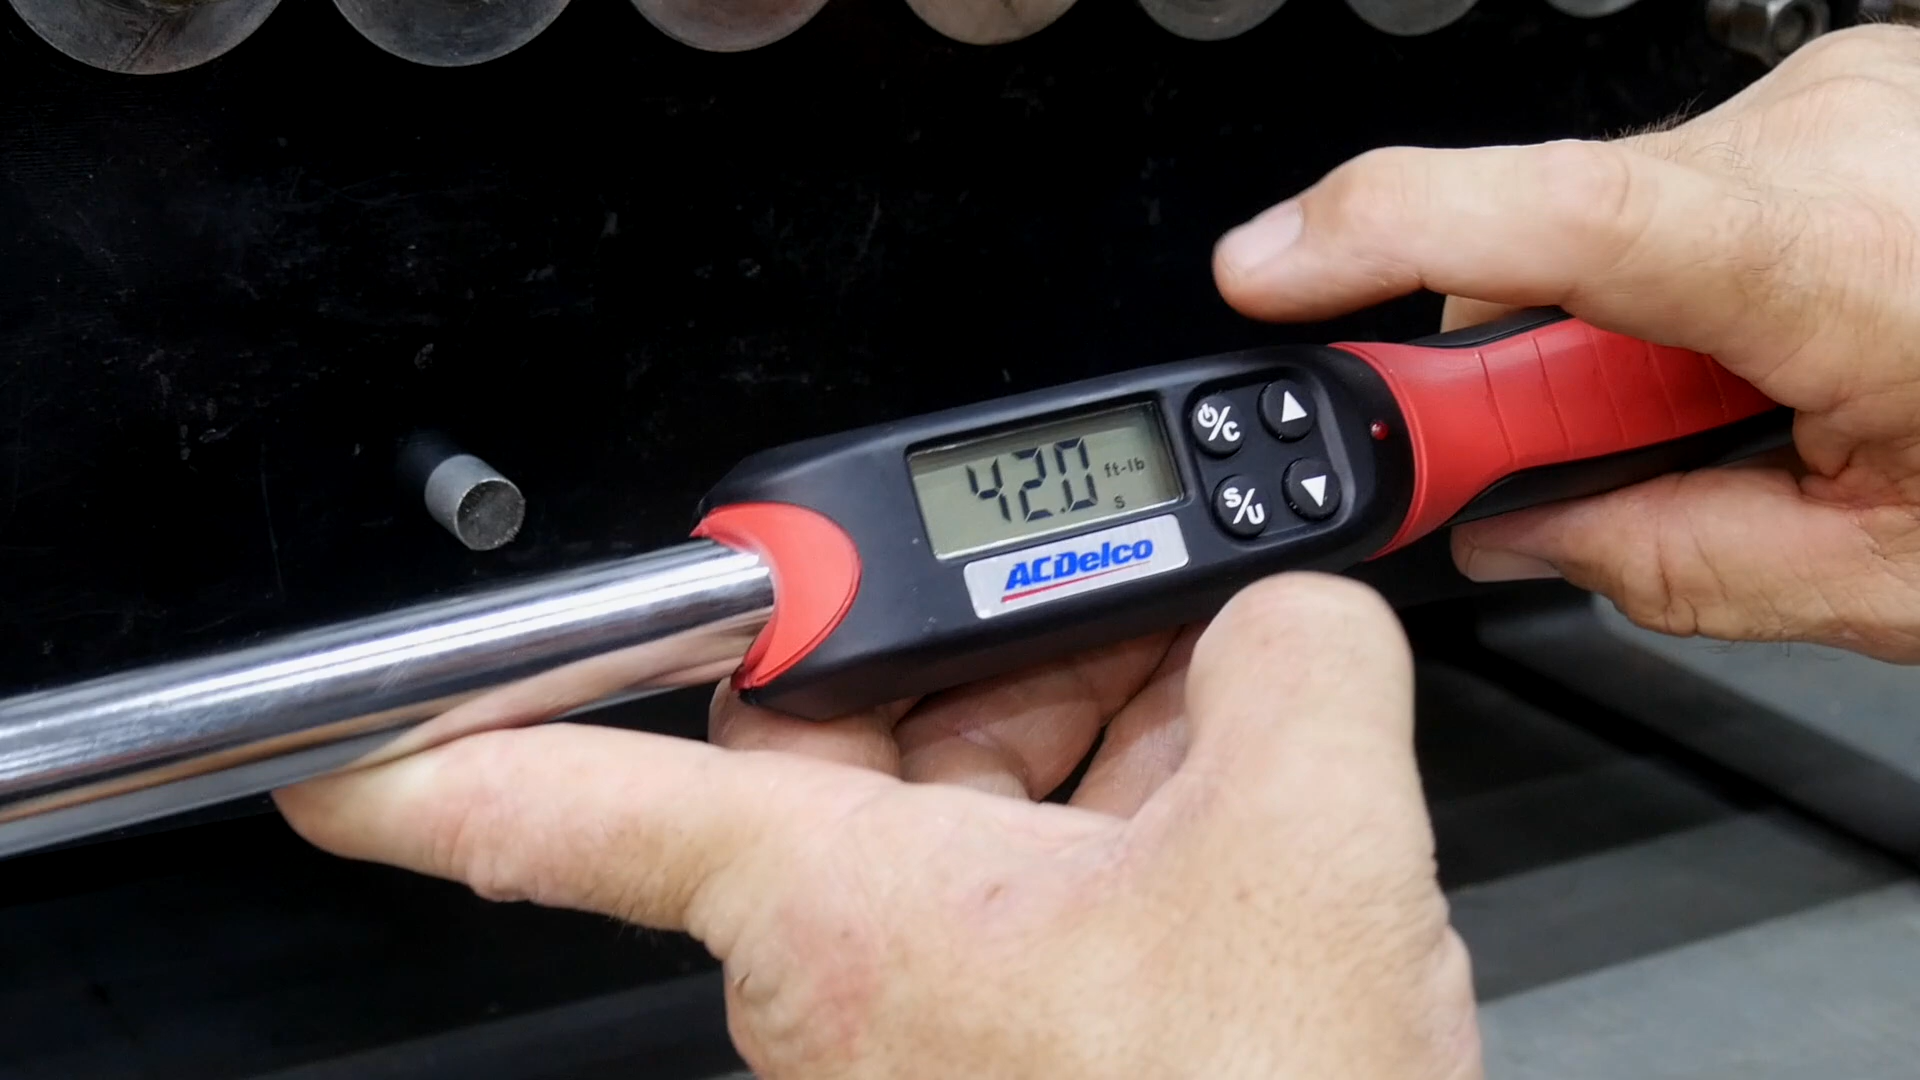 42.0 ft-lb
s
⏻/C ▲
S/U ▼
ACDelco